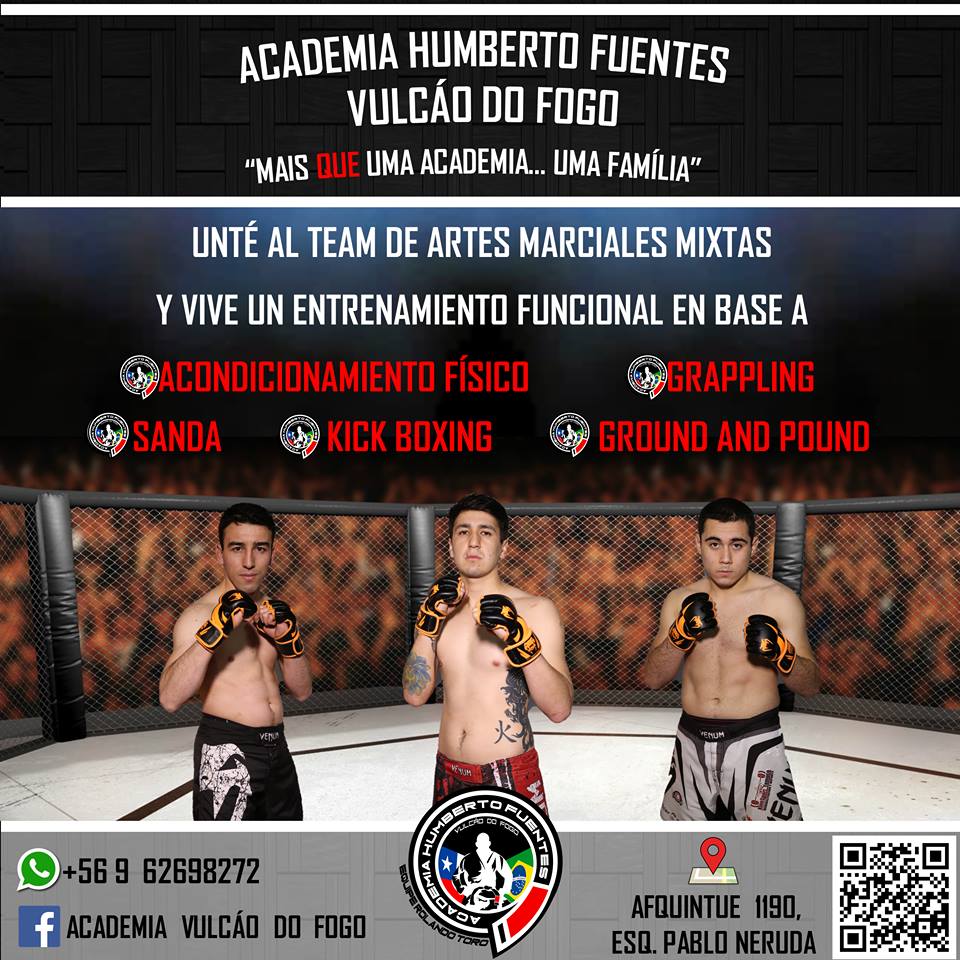 ACADEMIA HUMBERTO FUENTES
VULCÁO DO FOGO
“MAIS QUE UMA ACADEMIA... UMA FAMÍLIA”
UNTÉ AL TEAM DE ARTES MARCIALES MIXTAS
Y VIVE UN ENTRENAMIENTO FUNCIONAL EN BASE A
ACONDICIONAMIENTO FÍSICO
GRAPPLING
SANDA
KICK BOXING
GROUND AND POUND
火
VENUM
VENUM
VENUM
ACADEMIA HUMBERTO FUENTES
VULCÃO DO FOGO
EQUIPE ROLANDO TORO
+56 9 62698272
ACADEMIA VULCÁO DO FOGO
AFQUINTUE 1190,
ESQ. PABLO NERUDA